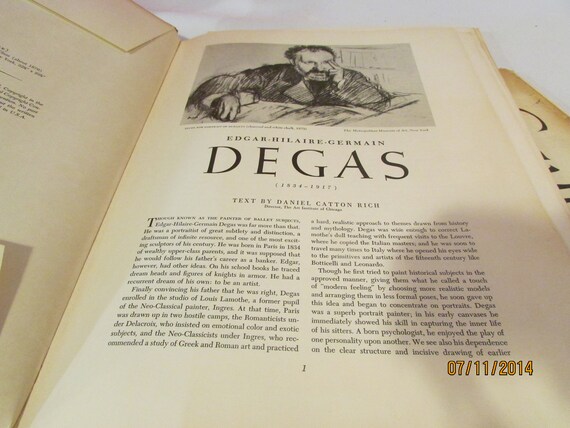 The Metropolitan Museum of Art, New York
EDGAR·HILAIRE·GERMAIN
DEGAS
(1834-1917)
TEXT BY DANIEL CATTON RICH
Director, The Art Institute of Chicago
THOUGH KNOWN AS THE PAINTER OF BALLET SUBJECTS,
Edgar-Hilaire-Germain Degas was far more than that.
He was a portraitist of great subtlety and distinction, a
draftsman of infinite resource, and one of the most excit-
ing sculptors of his century. He was born in Paris in 1834
of wealthy parents and at first it was supposed that
he would follow his father's career as a banker. Edgar,
however, had other ideas. On his school books he traced
dream heads and figures of knights in armor. He had a
recurrent dream of his own: to be an artist.
Finally convincing his father that he was right, Degas
enrolled in the studio of Louis Lamothe, a former pupil
of the Neo-Classical painter, Ingres. At that time, Paris
was drawn up in two hostile camps, the Romanticists un-
der Delacroix, who insisted on emotional color and exotic
subjects, and the Neo-Classicists under Ingres, who rec-
ommended a study of Greek and Roman art and practiced
a hard, realistic approach to themes drawn from history
and mythology. Degas was wise enough to correct La-
mothe's dull teaching with frequent visits to the Louvre,
where he copied the Italian masters, and he was soon to
travel many times to Italy where he opened his wide eyes
to the primitives and artists of the fifteenth century like
Botticelli and Leonardo.
Though he first tried to paint historical subjects in the
approved manner, giving them what he called a touch
of "modern feeling" by choosing more realistic models
and arranging them in less formal poses, he soon gave up
this idea and began to concentrate on portraits. Degas
was a superb portrait painter; in his early canvases he
immediately showed his skill in capturing the inner life
of his sitters. A born psychologist, he enjoyed the play of
one personality upon another. We see also his dependence
on the clear structure and incisive drawing of earlier
1
07/11/2014